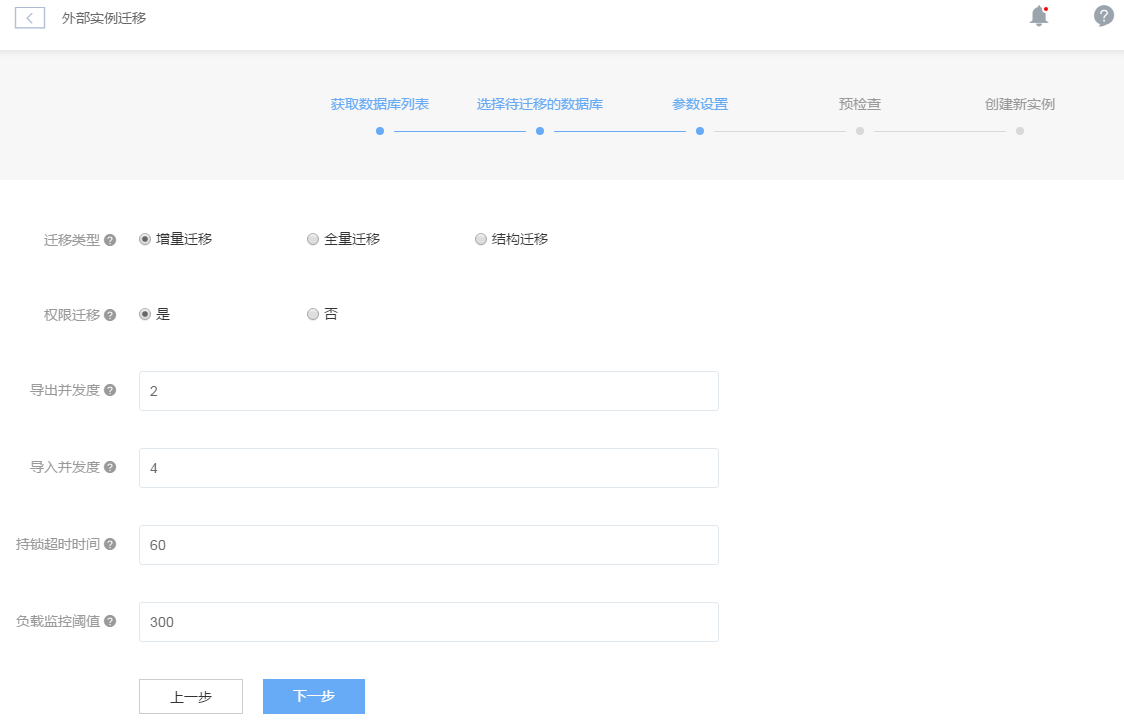 外部实例迁移
获取数据库列表 选择待迁移的数据库 参数设置 预检查 创建新实例
迁移类型 增量迁移 全量迁移 结构迁移
权限迁移 是 否
导出并发度 2
导入并发度 4
持锁超时时间 60
负载监控阈值 300
上一步 下一步